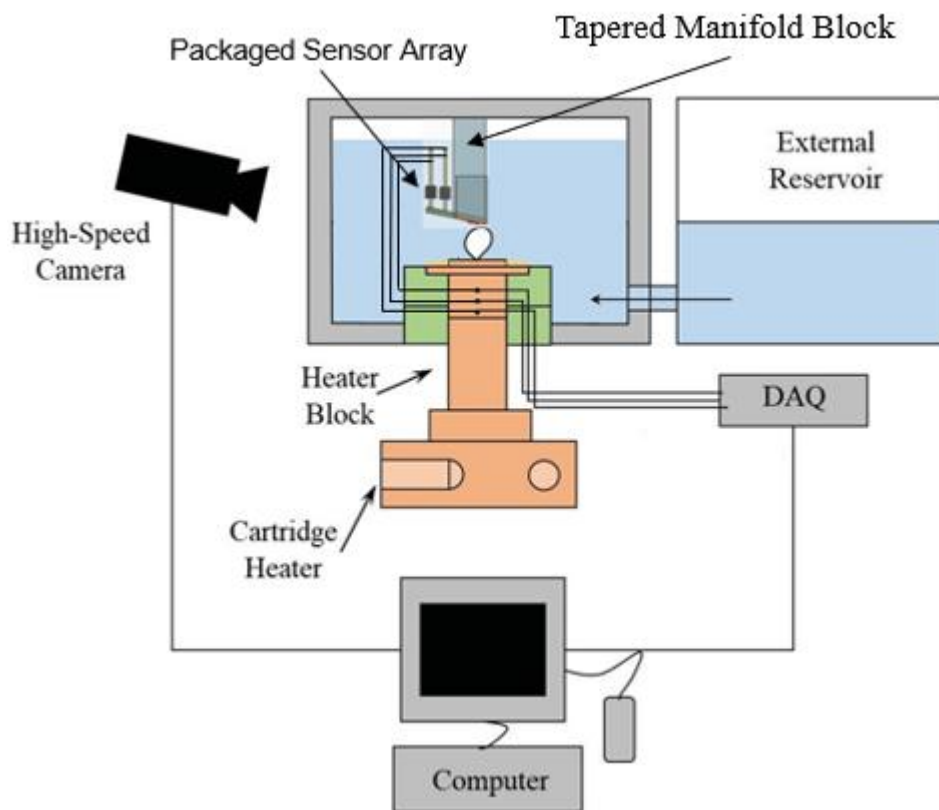 Packaged Sensor Array
Tapered Manifold Block
External
Reservoir
High-Speed
Camera
Heater
Block
DAQ
Cartridge
Heater
Computer